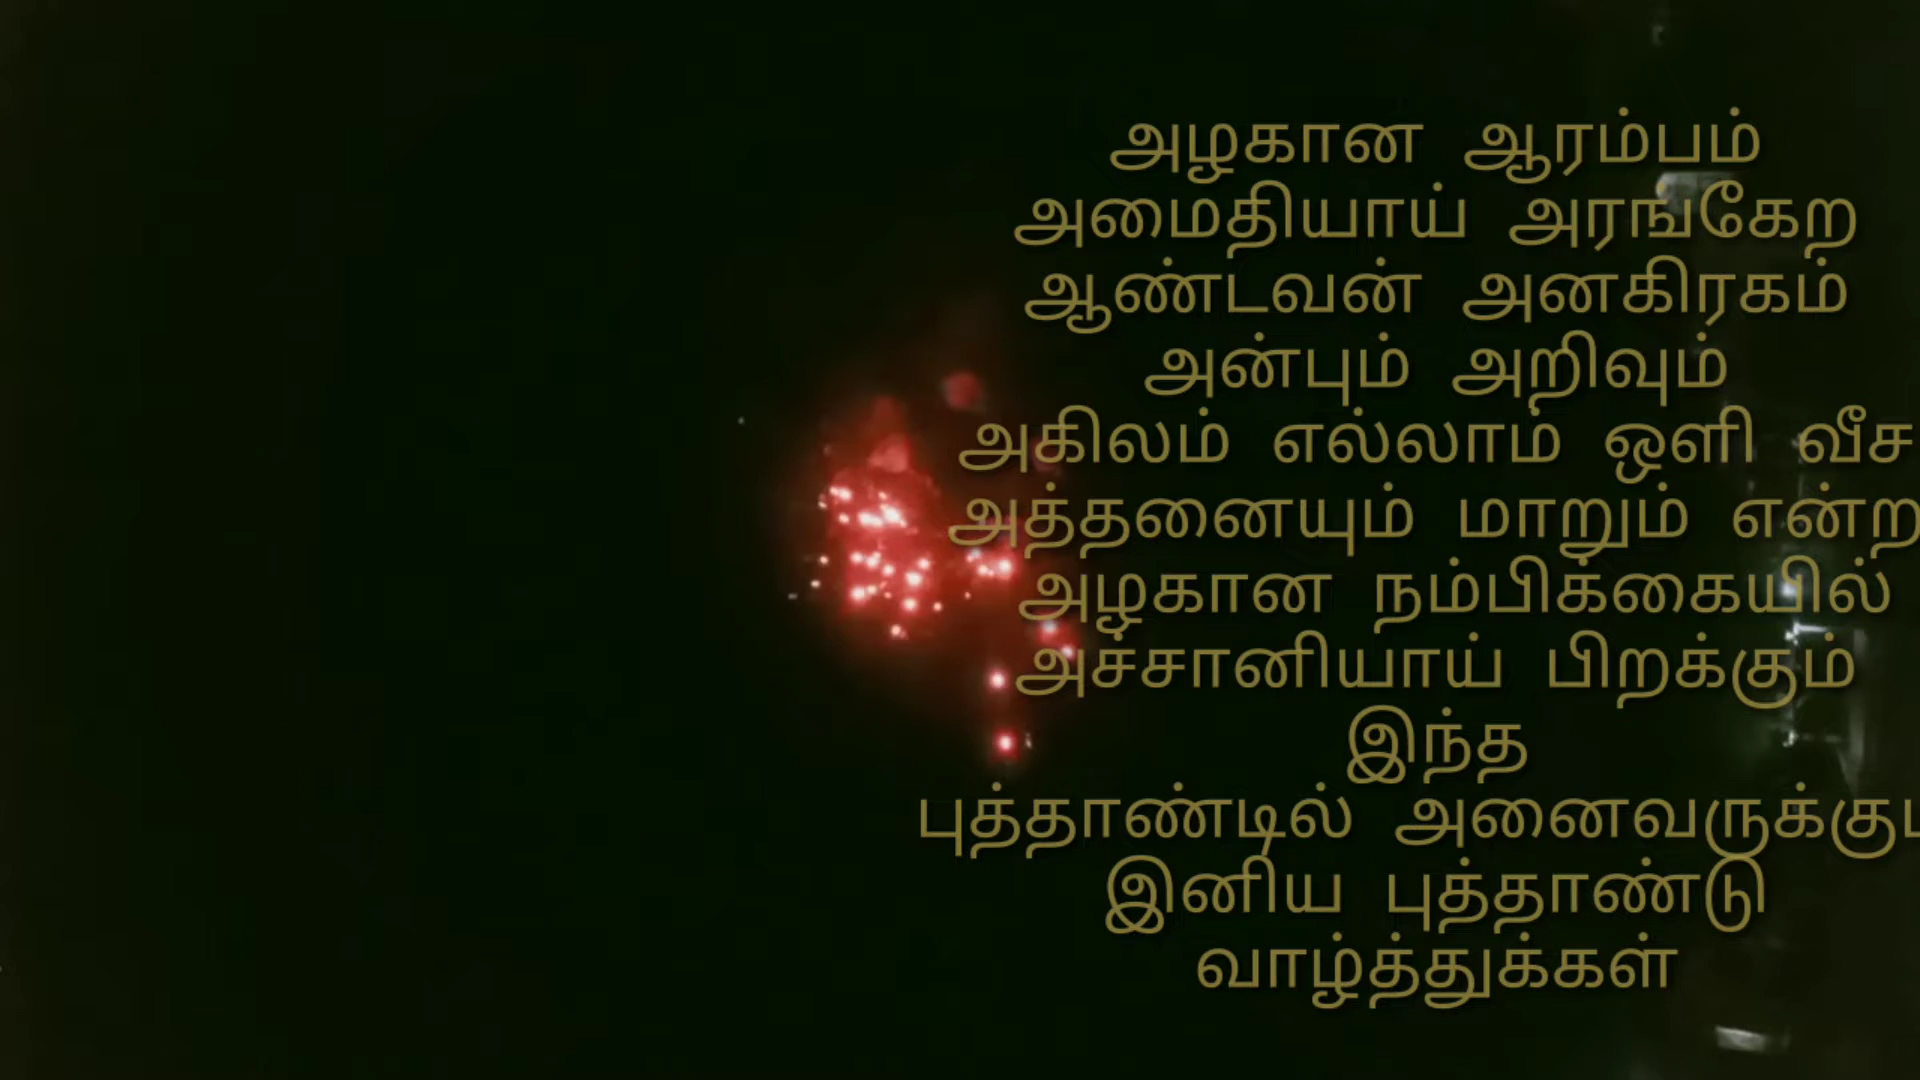 அழகான ஆரம்பம்
அமைதியாய் அரங்கேற
ஆண்டவன் அனகிரகம்
அன்பும் அறிவும்
அகிலம் எல்லாம் ஒளி வீச
அத்தனையும் மாறும் என்ற
அழகான நம்பிக்கையில்
அச்சானியாய் பிறக்கும்
இந்த
புத்தாண்டில் அனைவருக்கும்
இனிய புத்தாண்டு
வாழ்த்துக்கள்